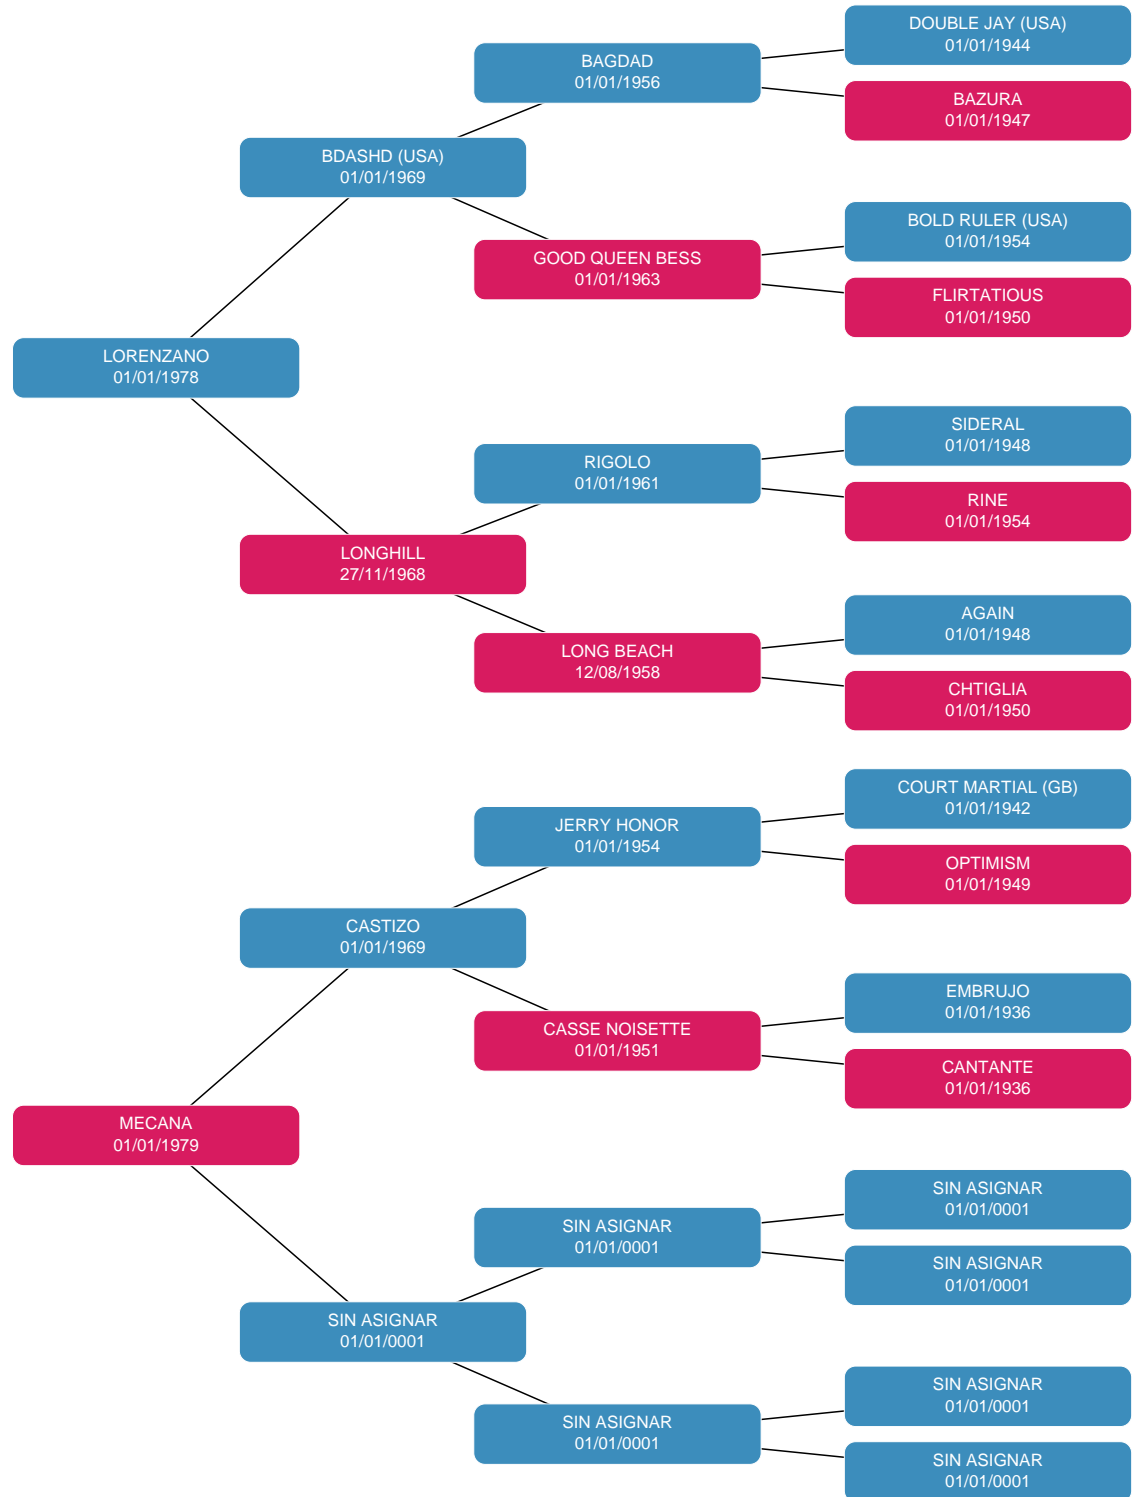 DOUBLE JAY (USA)
01/01/1944
BAGDAD
01/01/1956
BAZURA
01/01/1947
BDASHD (USA)
01/01/1969
BOLD RULER (USA)
01/01/1954
GOOD QUEEN BESS
01/01/1963
FLIRTATIOUS
01/01/1950
LORENZANO
01/01/1978
SIDERAL
01/01/1948
RIGOLO
01/01/1961
RINE
01/01/1954
LONGHILL
27/11/1968
AGAIN
01/01/1948
LONG BEACH
12/08/1958
CHTIGLIA
01/01/1950
COURT MARTIAL (GB)
01/01/1942
JERRY HONOR
01/01/1954
OPTIMISM
01/01/1949
CASTIZO
01/01/1969
EMBRUJO
01/01/1936
CASSE NOISETTE
01/01/1951
CANTANTE
01/01/1936
MECANA
01/01/1979
SIN ASIGNAR
01/01/0001
SIN ASIGNAR
01/01/0001
SIN ASIGNAR
01/01/0001
SIN ASIGNAR
01/01/0001
SIN ASIGNAR
01/01/0001
SIN ASIGNAR
01/01/0001
SIN ASIGNAR
01/01/0001